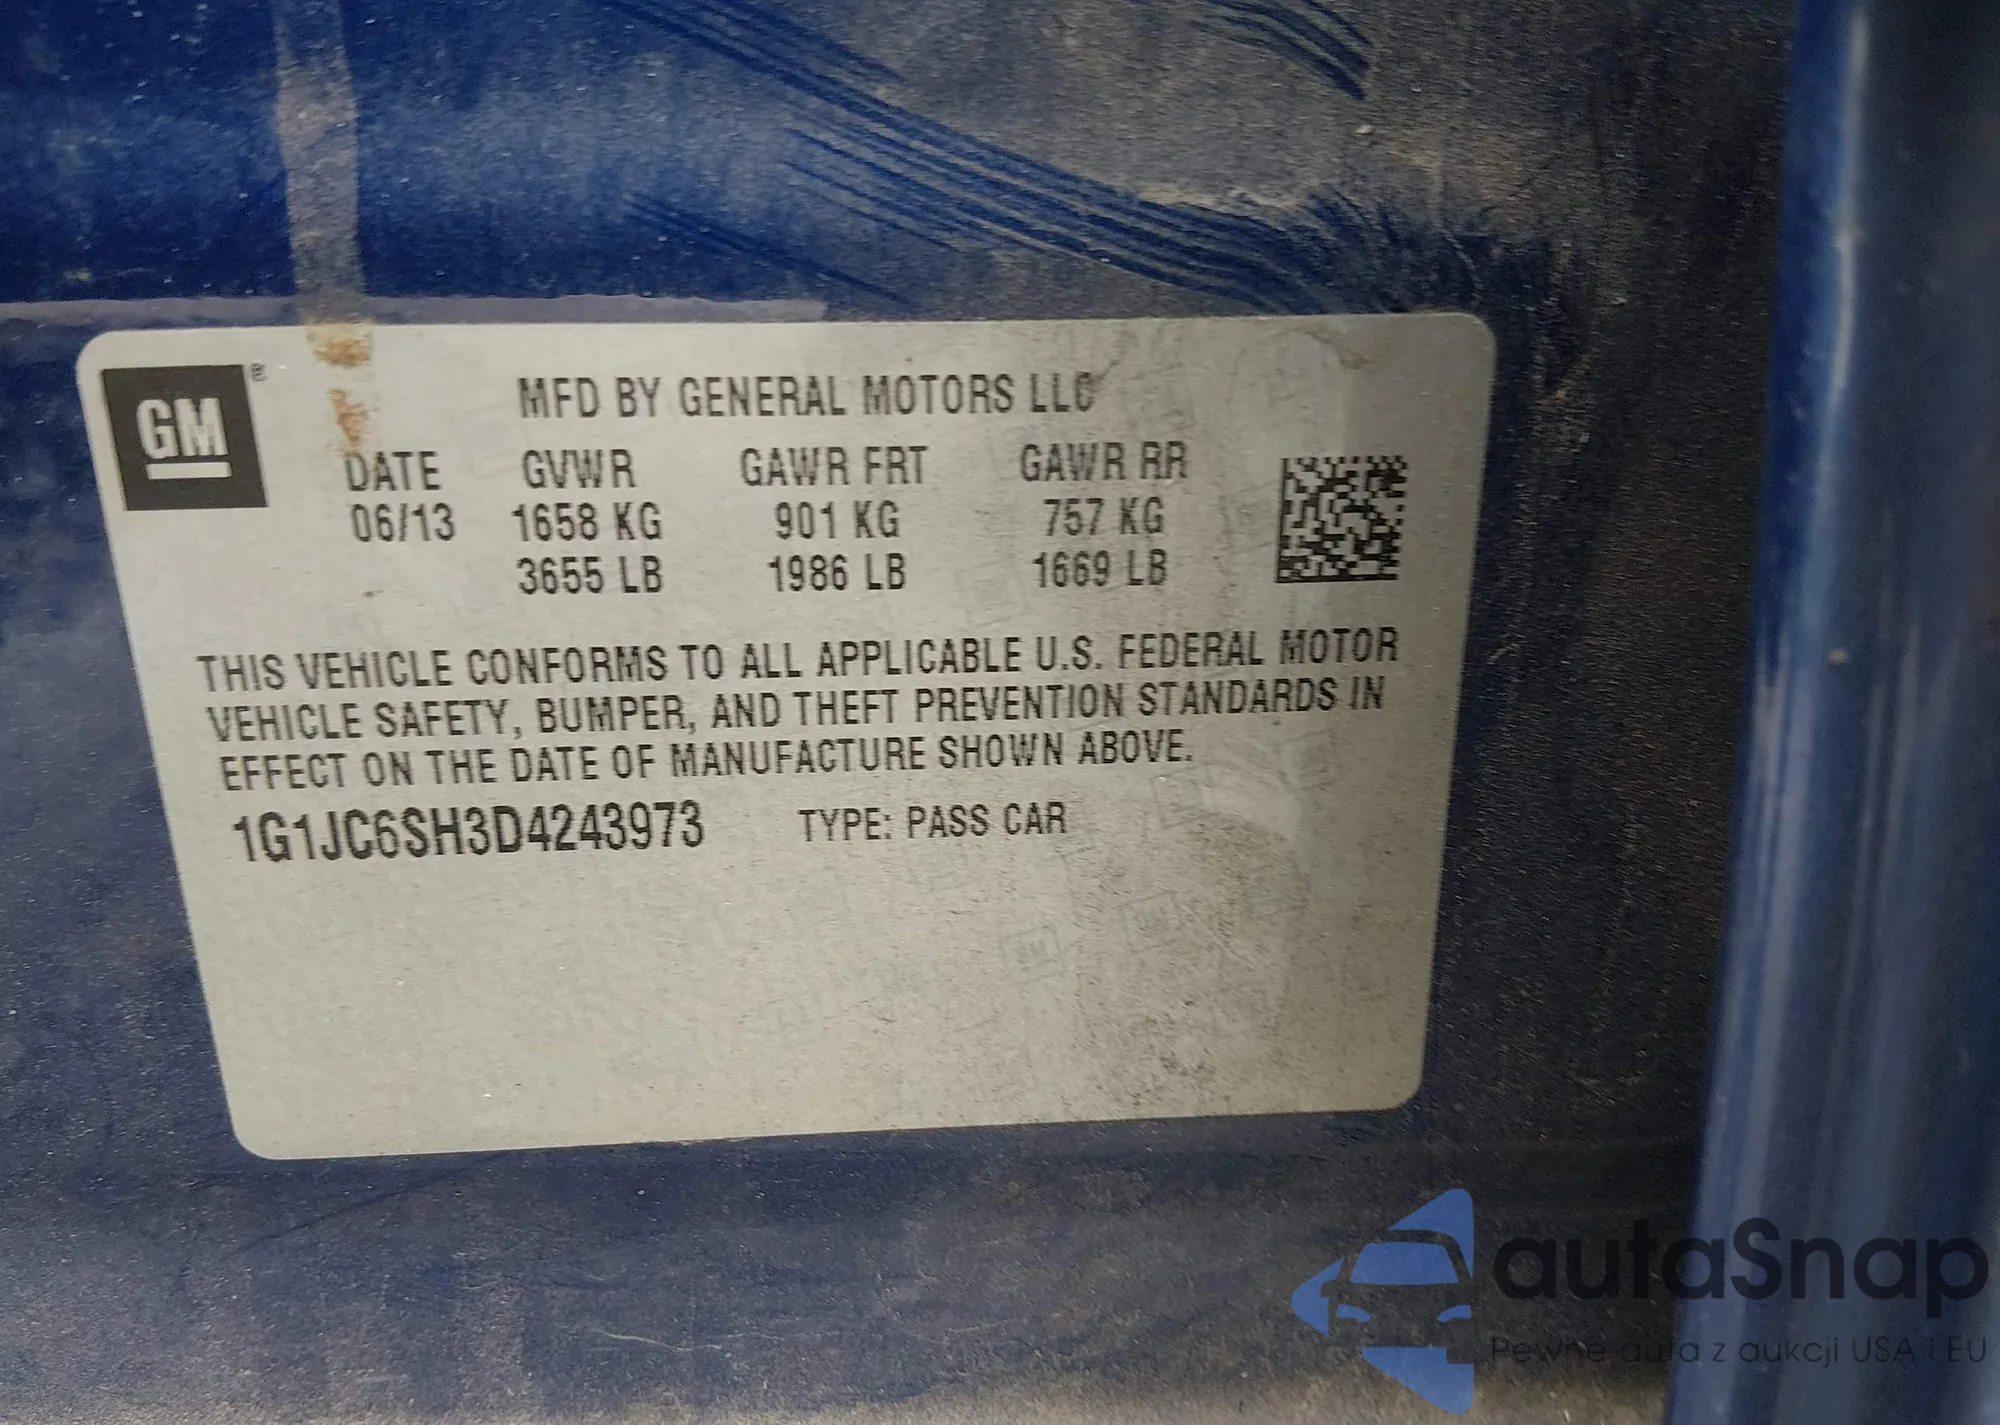 GM ®
MFD BY GENERAL MOTORS LLC
DATE GVWR GAWR FRT GAWR RR
06/13 1658 KG 901 KG 757 KG
3655 LB 1986 LB 1669 LB
THIS VEHICLE CONFORMS TO ALL APPLICABLE U.S. FEDERAL MOTOR
VEHICLE SAFETY, BUMPER, AND THEFT PREVENTION STANDARDS IN
EFFECT ON THE DATE OF MANUFACTURE SHOWN ABOVE.
1G1JC6SH3D4243973 TYPE: PASS CAR
autaSnap
Pewne auta z aukcji USA i EU